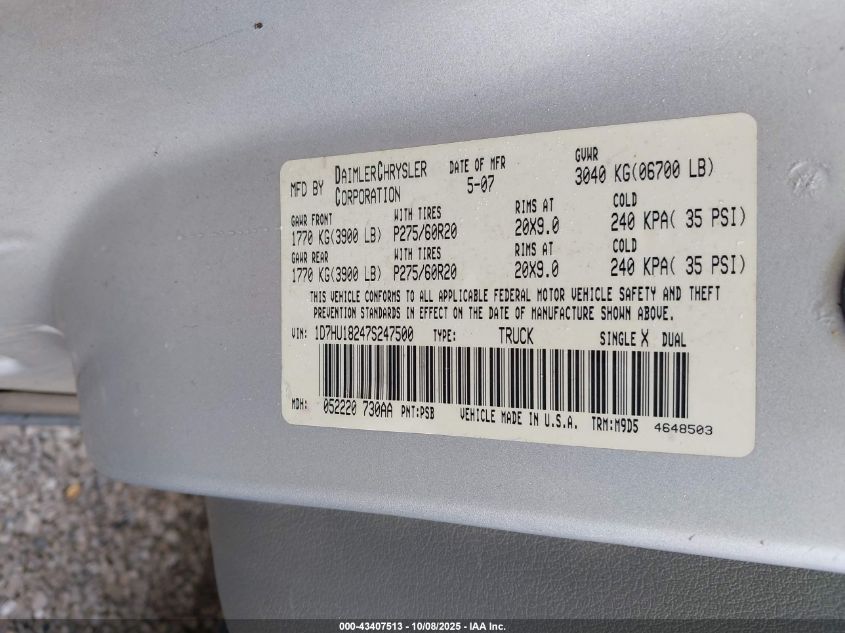 MFD BY DAIMLERCHRYSLER CORPORATION DATE OF MFR 5-07 GVWR 3040 KG(06700 LB)
GAWR FRONT WITH TIRES RIMS AT COLD
1770 KG(3900 LB) P275/60R20 20X9.0 240 KPA( 35 PSI)
GAWR REAR WITH TIRES RIMS AT COLD
1770 KG(3900 LB) P275/60R20 20X9.0 240 KPA( 35 PSI)
THIS VEHICLE CONFORMS TO ALL APPLICABLE FEDERAL MOTOR VEHICLE SAFETY AND THEFT
PREVENTION STANDARDS IN EFFECT ON THE DATE OF MANUFACTURE SHOWN ABOVE.
VIN: 1D7HU18247S247500 TYPE: TRUCK SINGLE X DUAL
MDH: 052220 730AA PNT:PSB VEHICLE MADE IN U.S.A. TRM:M9D5 4648503
000-43407513 - 10/08/2025 - IAA Inc.